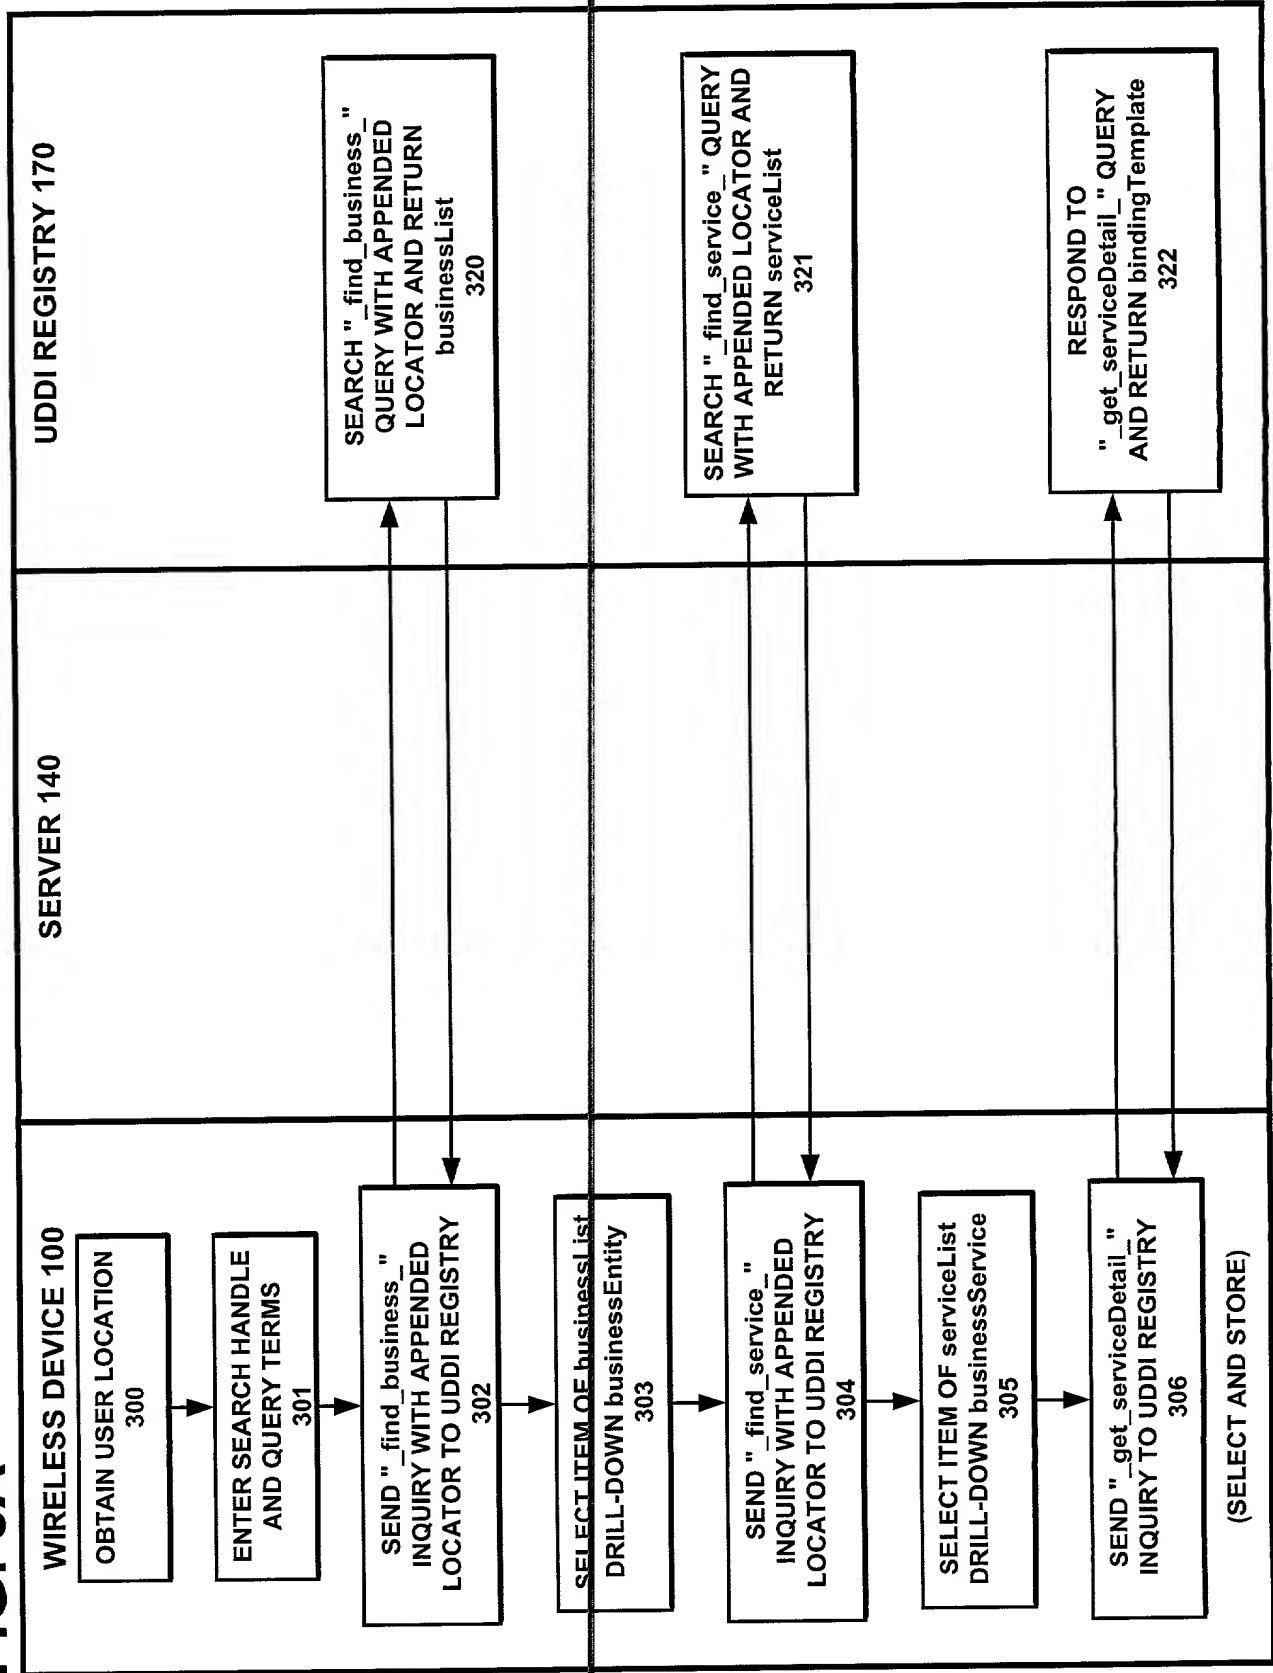 WIRELESS DEVICE 100
OBTAIN USER LOCATION
300
ENTER SEARCH HANDLE
AND QUERY TERMS
301
SEND "_find_business_"
INQUIRY WITH APPENDED
LOCATOR TO UDDI REGISTRY
302
SELECT ITEM OF businessList
DRILL-DOWN businessEntity
303
SEND "_find_service_"
INQUIRY WITH APPENDED
LOCATOR TO UDDI REGISTRY
304
SELECT ITEM OF serviceList
DRILL-DOWN businessService
305
SEND "_get_serviceDetail_"
INQUIRY TO UDDI REGISTRY
306
(SELECT AND STORE)
SERVER 140
UDDI REGISTRY 170
SEARCH "_find_business_"
QUERY WITH APPENDED
LOCATOR AND RETURN
businessList
320
SEARCH "_find_service_" QUERY
WITH APPENDED LOCATOR AND
RETURN serviceList
321
RESPOND TO
"_get_serviceDetail_" QUERY
AND RETURN bindingTemplate
322